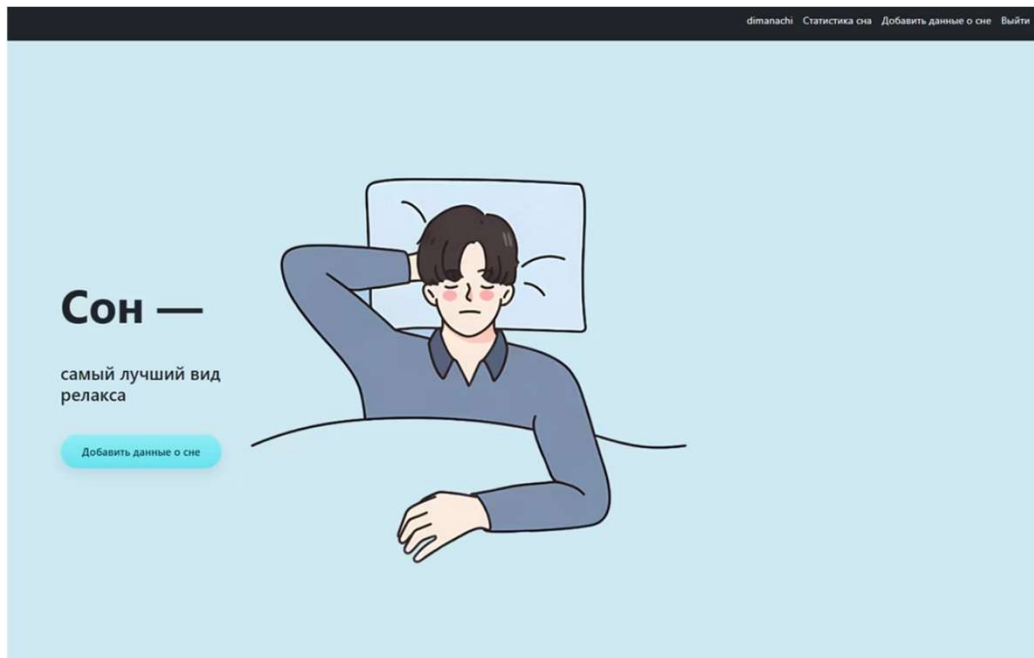 dimanachi Статистика сна Добавить данные о сне Выйти
Сон —
самый лучший вид
релакса
Добавить данные о сне